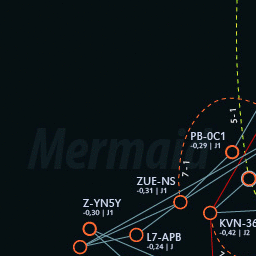 5-1
PB-0C1
-0,29 | J1
Mermaid
7-1
ZUE-NS
-0,31 | J1
Z-YN5Y
-0,30 | J1
KVN-36
-0,42 | J2
L7-APB
-0,24 | J